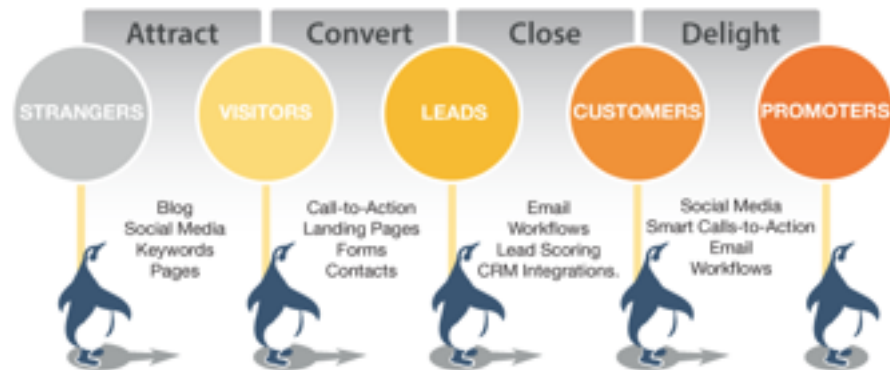 Attract
Convert
Close
Delight
STRANGERS
VISITORS
LEADS
CUSTOMERS
PROMOTERS
Blog
Social Media
Keywords
Pages
Call-to-Action
Landing Pages
Forms
Contacts
Email
Workflows
Lead Scoring
CRM Integrations.
Social Media
Smart Calls-to-Action
Email
Workflows